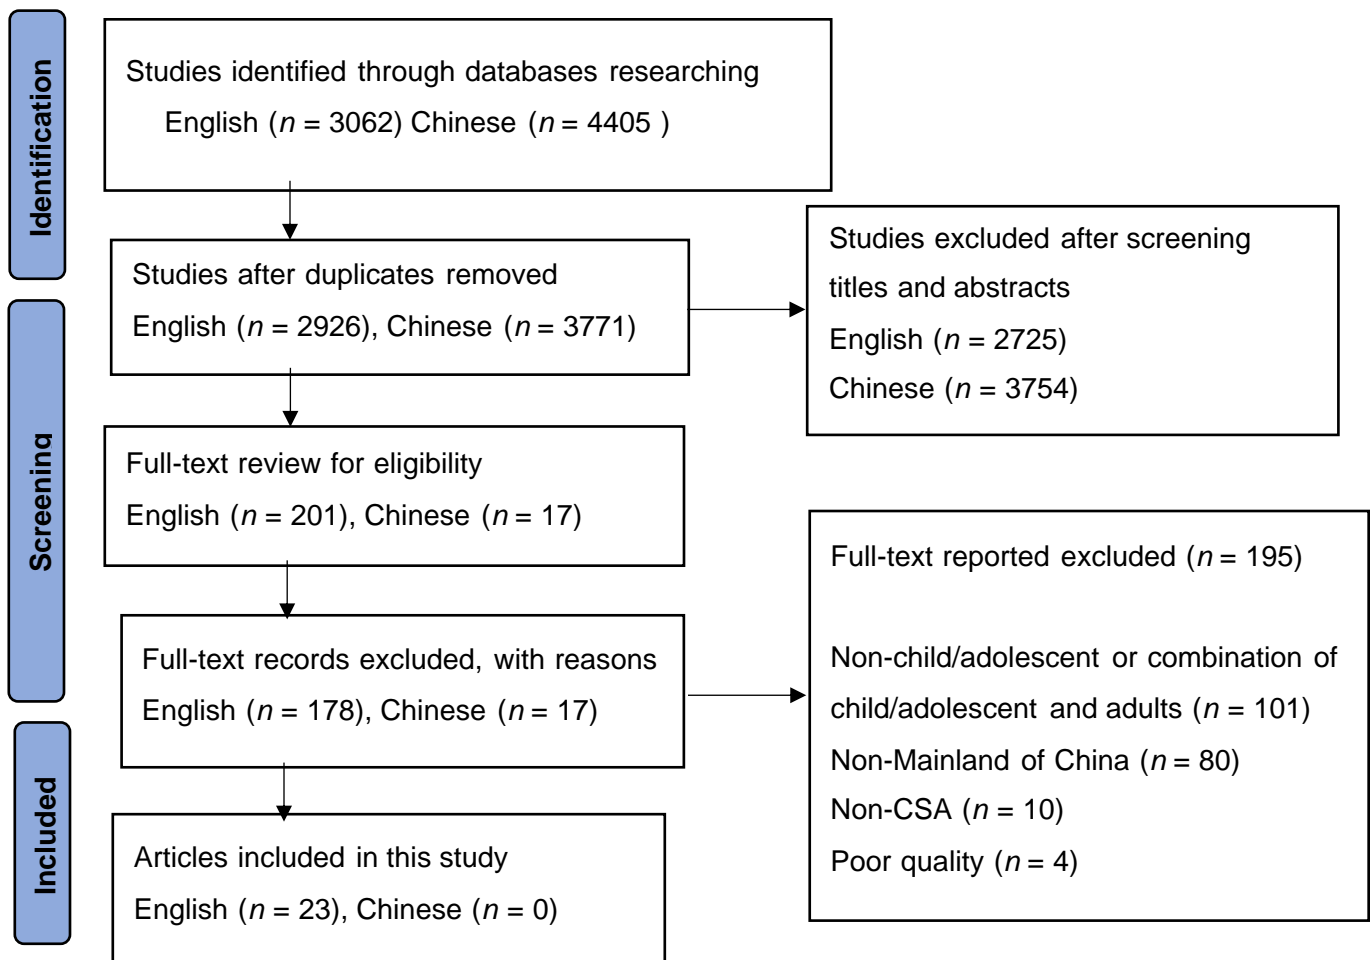 Identification
Studies identified through databases researching
English (n = 3062) Chinese (n = 4405 )
Studies after duplicates removed
English (n = 2926), Chinese (n = 3771)
Studies excluded after screening
titles and abstracts
English (n = 2725)
Chinese (n = 3754)
Screening
Full-text review for eligibility
English (n = 201), Chinese (n = 17)
Full-text records excluded, with reasons
English (n = 178), Chinese (n = 17)
Full-text reported excluded (n = 195)
Non-child/adolescent or combination of
child/adolescent and adults (n = 101)
Non-Mainland of China (n = 80)
Non-CSA (n = 10)
Poor quality (n = 4)
Included
Articles included in this study
English (n = 23), Chinese (n = 0)